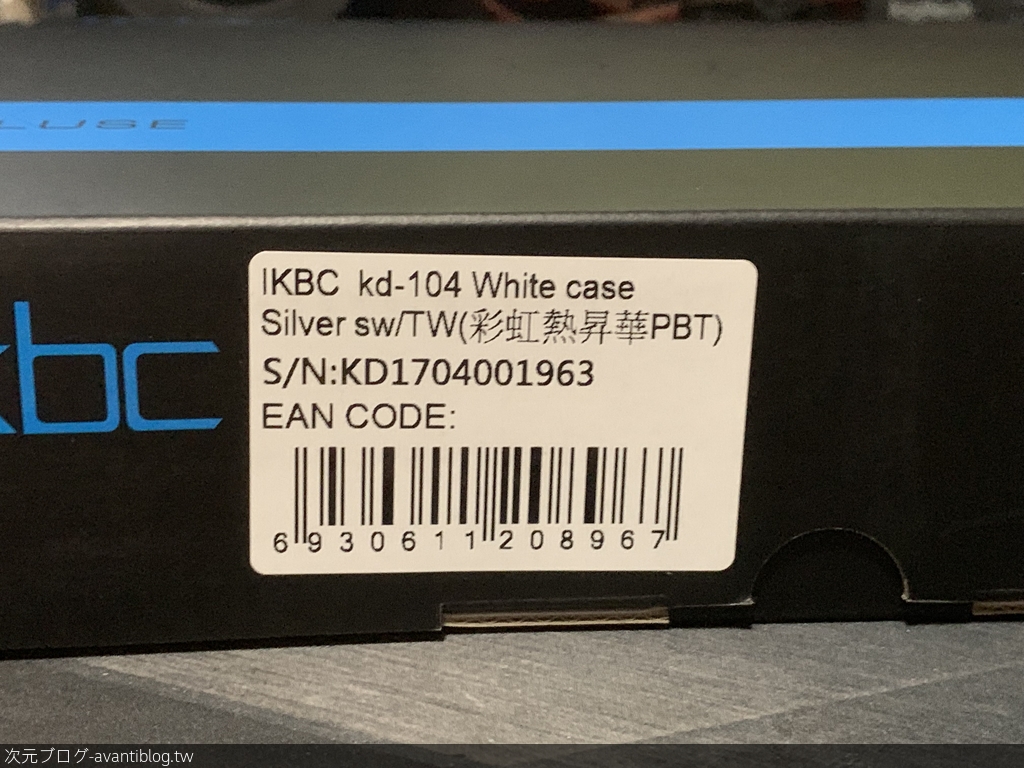 LUSE
kbc
IKBC kd-104 White case
Silver sw/TW(彩虹熱昇華PBT)
S/N:KD1704001963
EAN CODE:
6930611208967
次元ブログ-avantiblog.tw